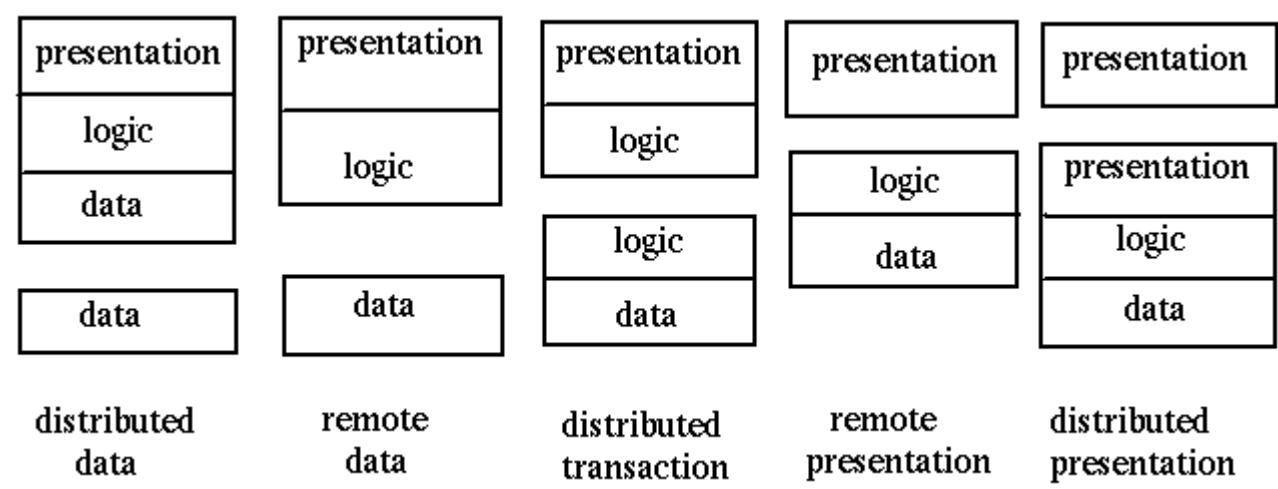 presentation
logic
data
data
distributed
data
presentation
logic
data
remote
data
presentation
logic
logic
data
distributed
transaction
presentation
logic
data
remote
presentation
presentation
presentation
logic
data
distributed
presentation